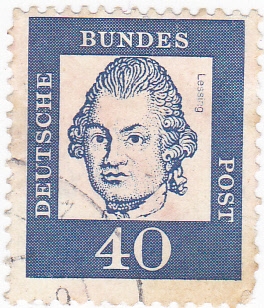 DEUTSCHE
BUNDES
POST
Lessing
40